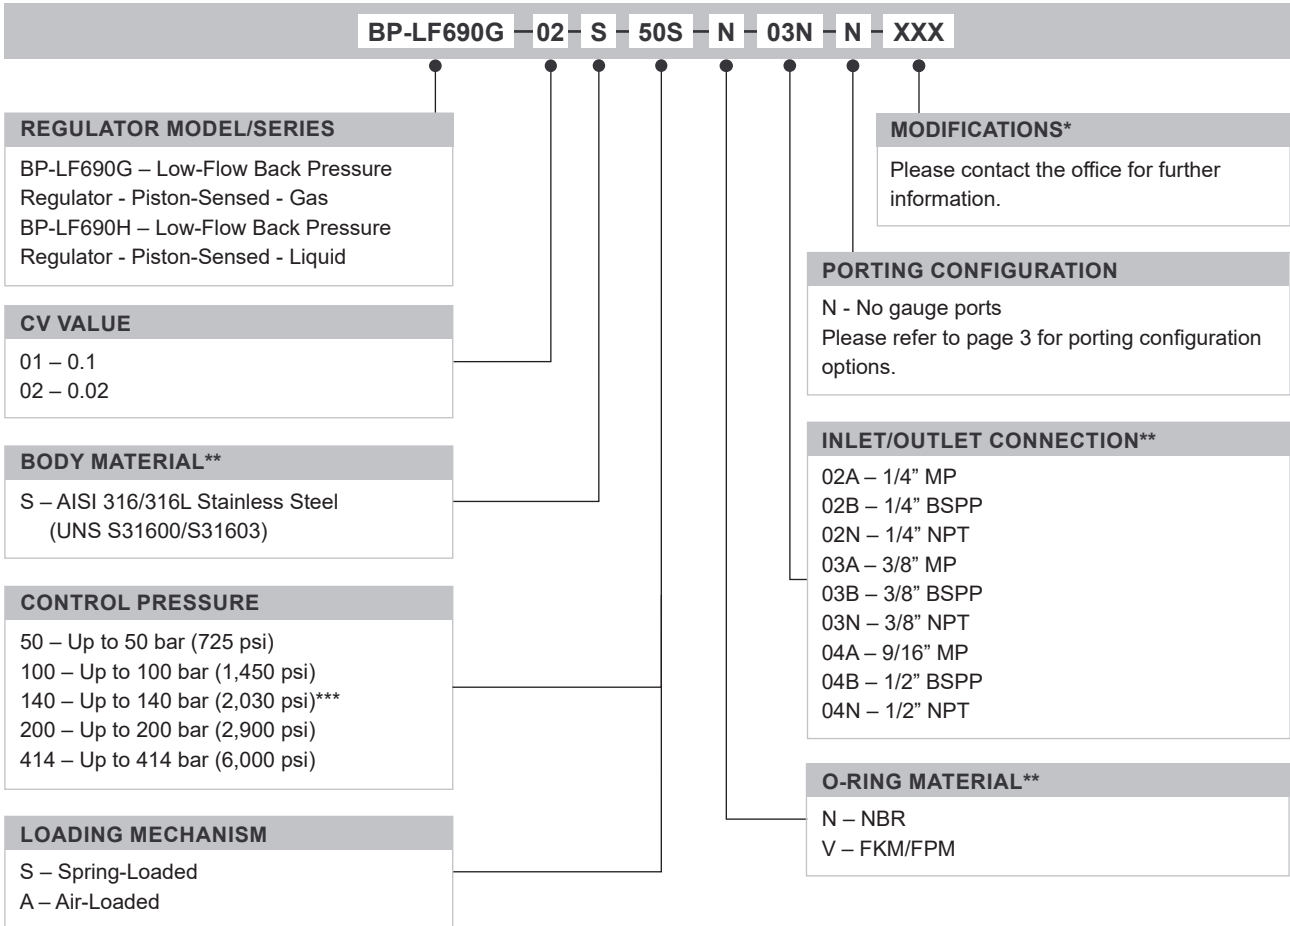 BP-LF690G – 02 – S – 50S – N – 03N – N – XXX
REGULATOR MODEL/SERIES
BP-LF690G – Low-Flow Back Pressure
Regulator - Piston-Sensed - Gas
BP-LF690H – Low-Flow Back Pressure
Regulator - Piston-Sensed - Liquid
CV VALUE
01 – 0.1
02 – 0.02
BODY MATERIAL**
S – AISI 316/316L Stainless Steel
(UNS S31600/S31603)
CONTROL PRESSURE
50 – Up to 50 bar (725 psi)
100 – Up to 100 bar (1,450 psi)
140 – Up to 140 bar (2,030 psi)***
200 – Up to 200 bar (2,900 psi)
414 – Up to 414 bar (6,000 psi)
LOADING MECHANISM
S – Spring-Loaded
A – Air-Loaded
MODIFICATIONS*
Please contact the office for further
information.
PORTING CONFIGURATION
N - No gauge ports
Please refer to page 3 for porting configuration
options.
INLET/OUTLET CONNECTION**
02A – 1/4” MP
02B – 1/4” BSPP
02N – 1/4” NPT
03A – 3/8” MP
03B – 3/8” BSPP
03N – 3/8” NPT
04A – 9/16” MP
04B – 1/2” BSPP
04N – 1/2” NPT
O-RING MATERIAL**
N – NBR
V – FKM/FPM